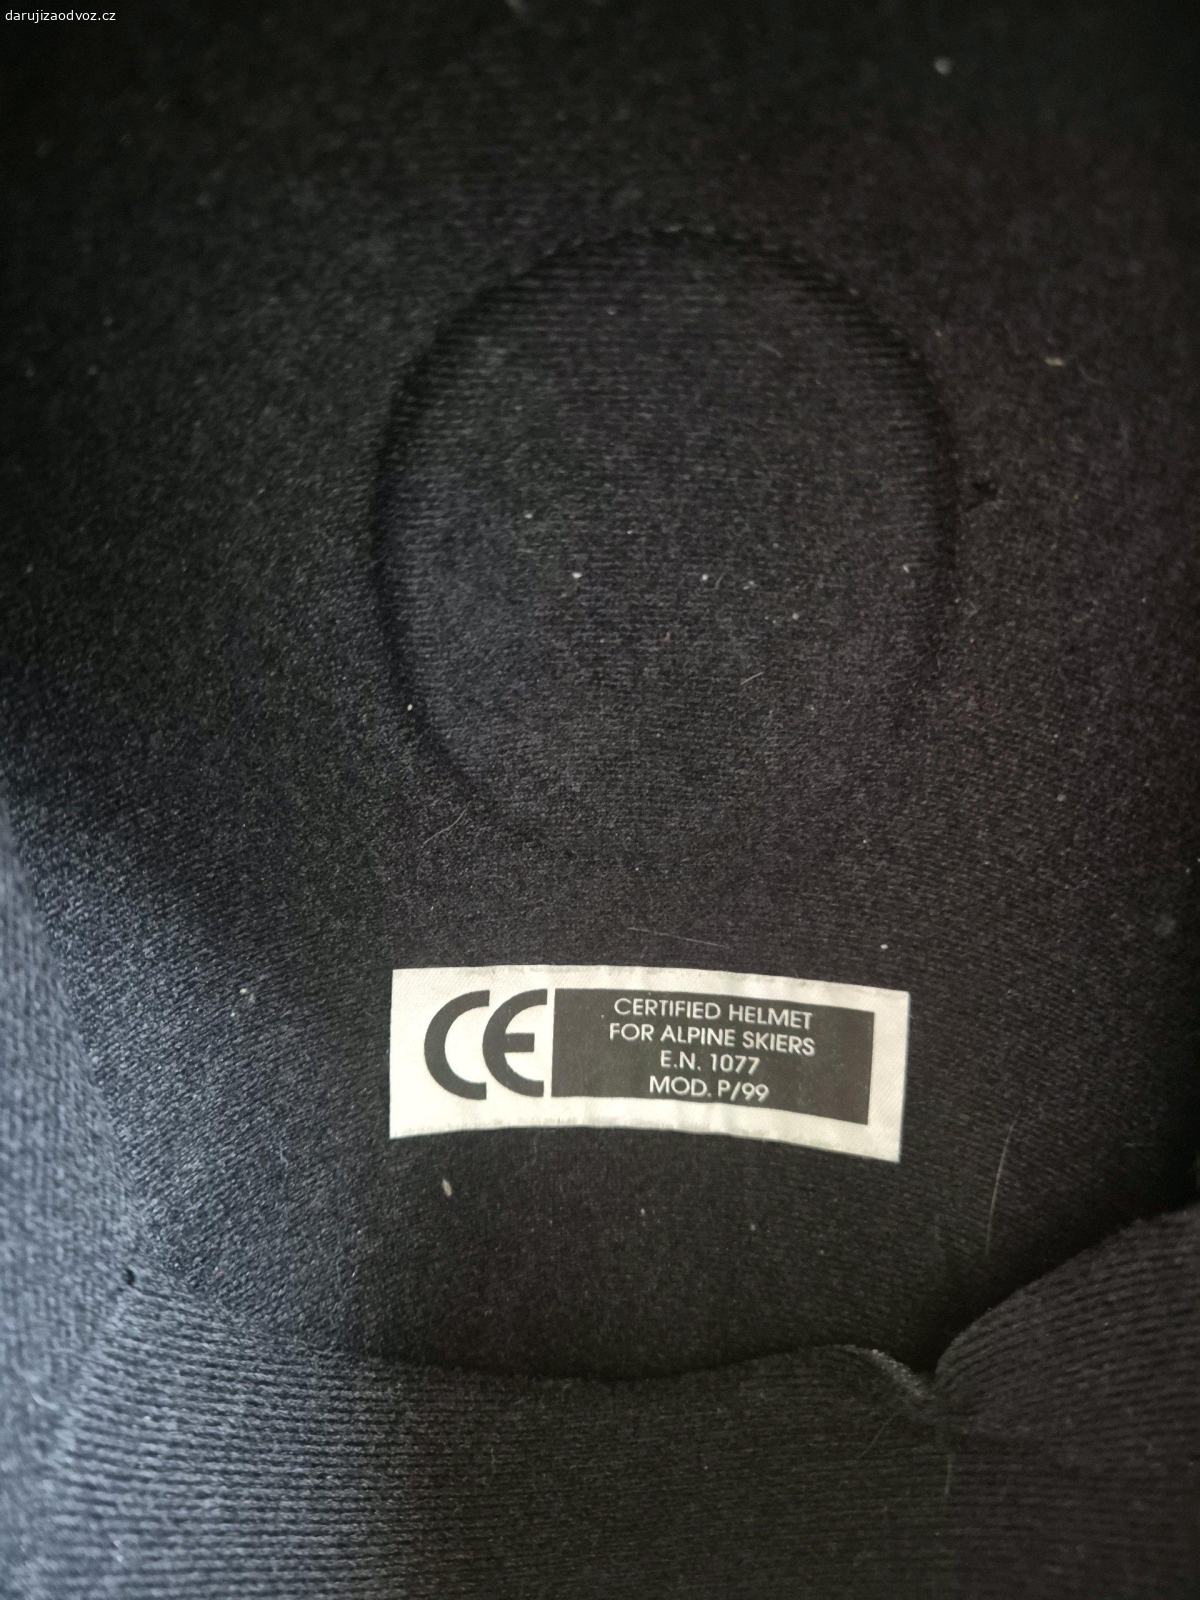 darujizaodvoz.cz
CE CERTIFIED HELMET
FOR ALPINE SKIERS
E.N. 1077
MOD. P/99